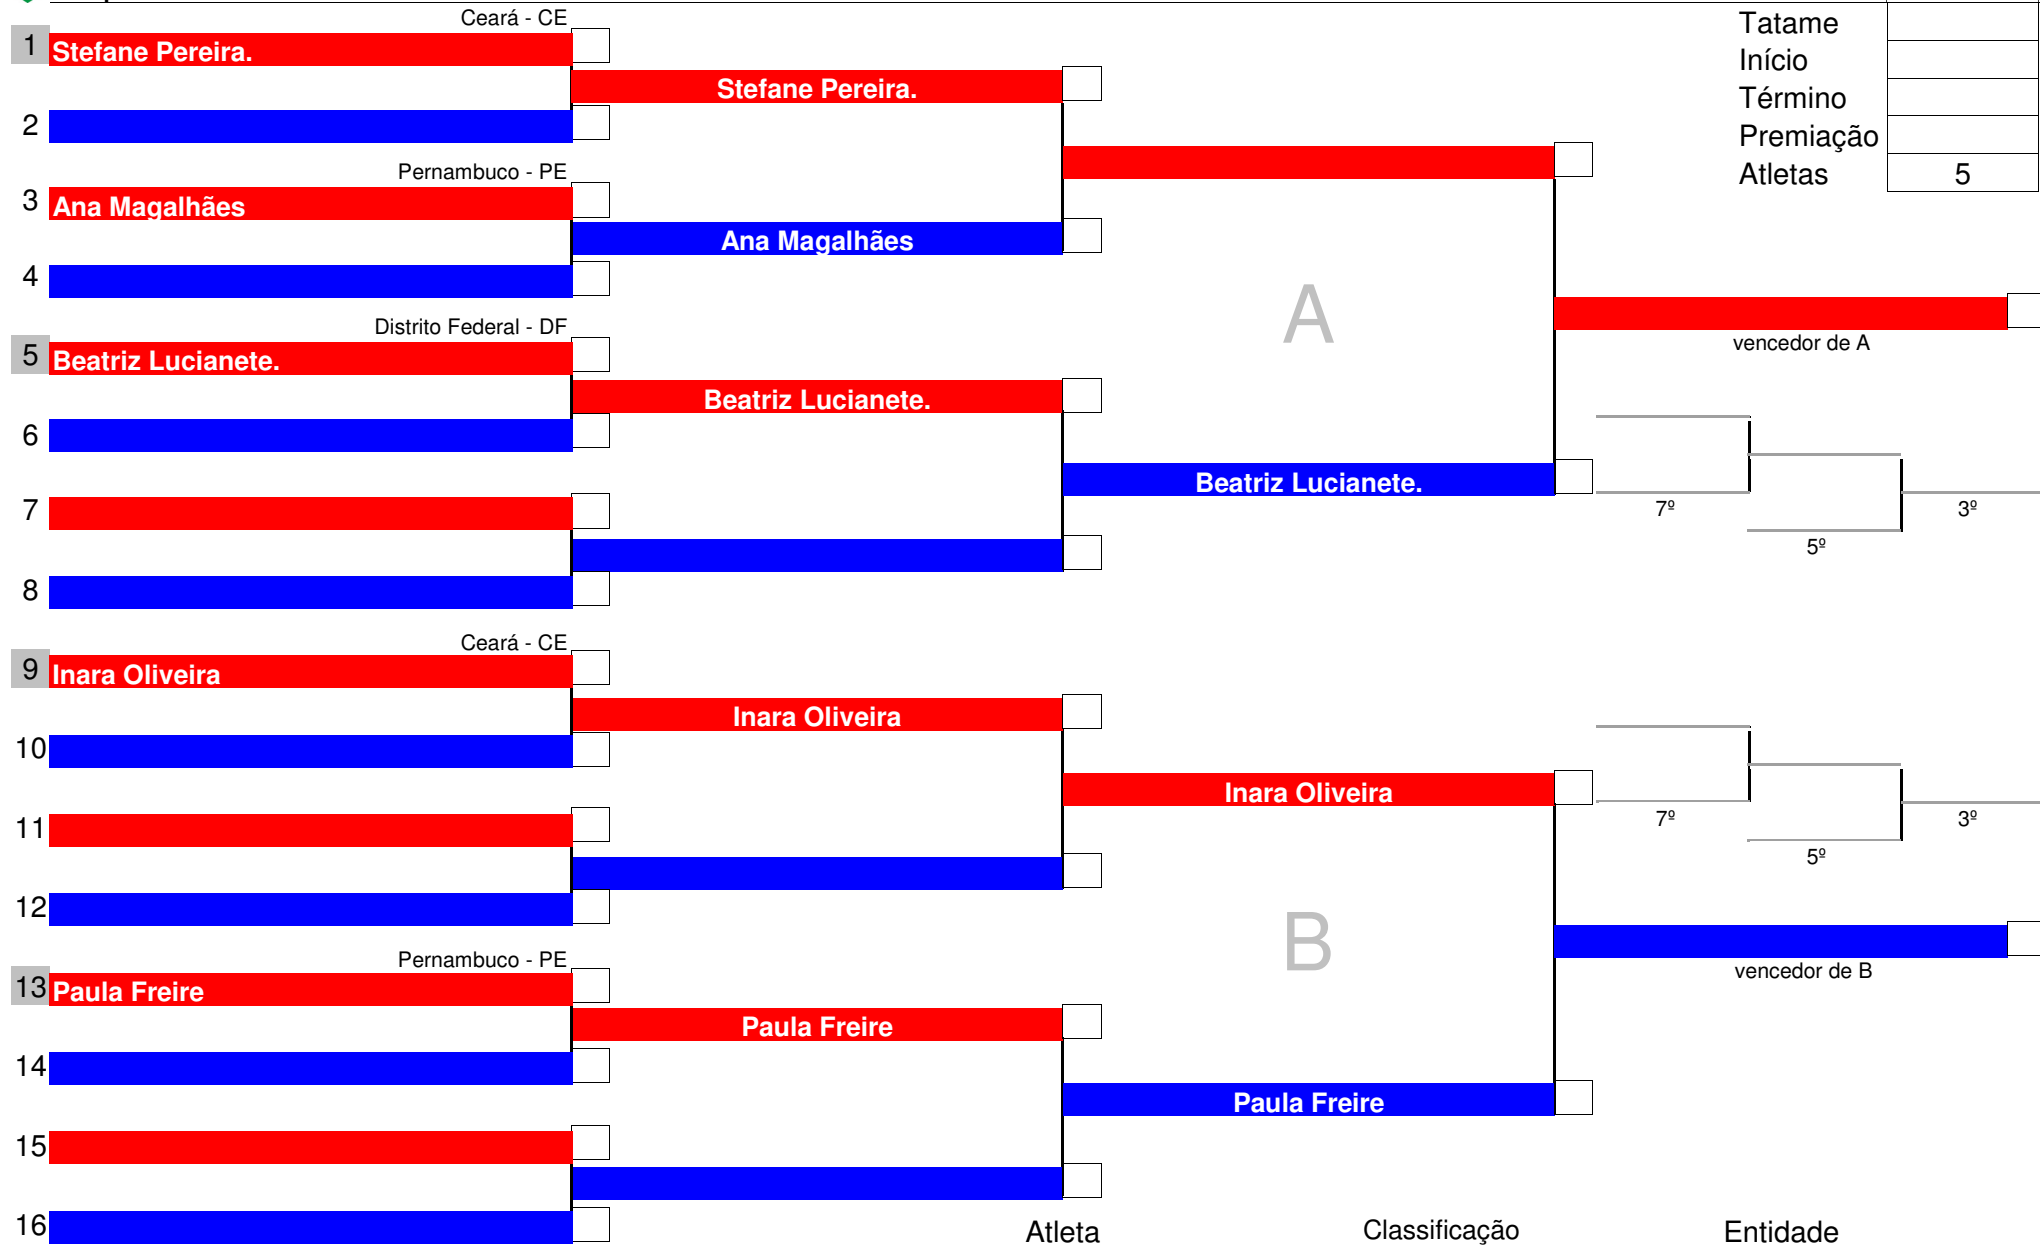 Ceará - CE
1 Stefane Pereira.
Stefane Pereira.
2
Pernambuco - PE
3 Ana Magalhães
Ana Magalhães
4
Distrito Federal - DF
5 Beatriz Lucianete.
Beatriz Lucianete.
6
Beatriz Lucianete.
7
8
A
vencedor de A
7º
5º
3º
Tatame
Início
Término
Premiação
Atletas 5
Ceará - CE
9 Inara Oliveira
Inara Oliveira
10
Inara Oliveira
11
12
Pernambuco - PE
13 Paula Freire
Paula Freire
14
Paula Freire
15
16
B
7º
5º
3º
vencedor de B
Atleta Classificação Entidade